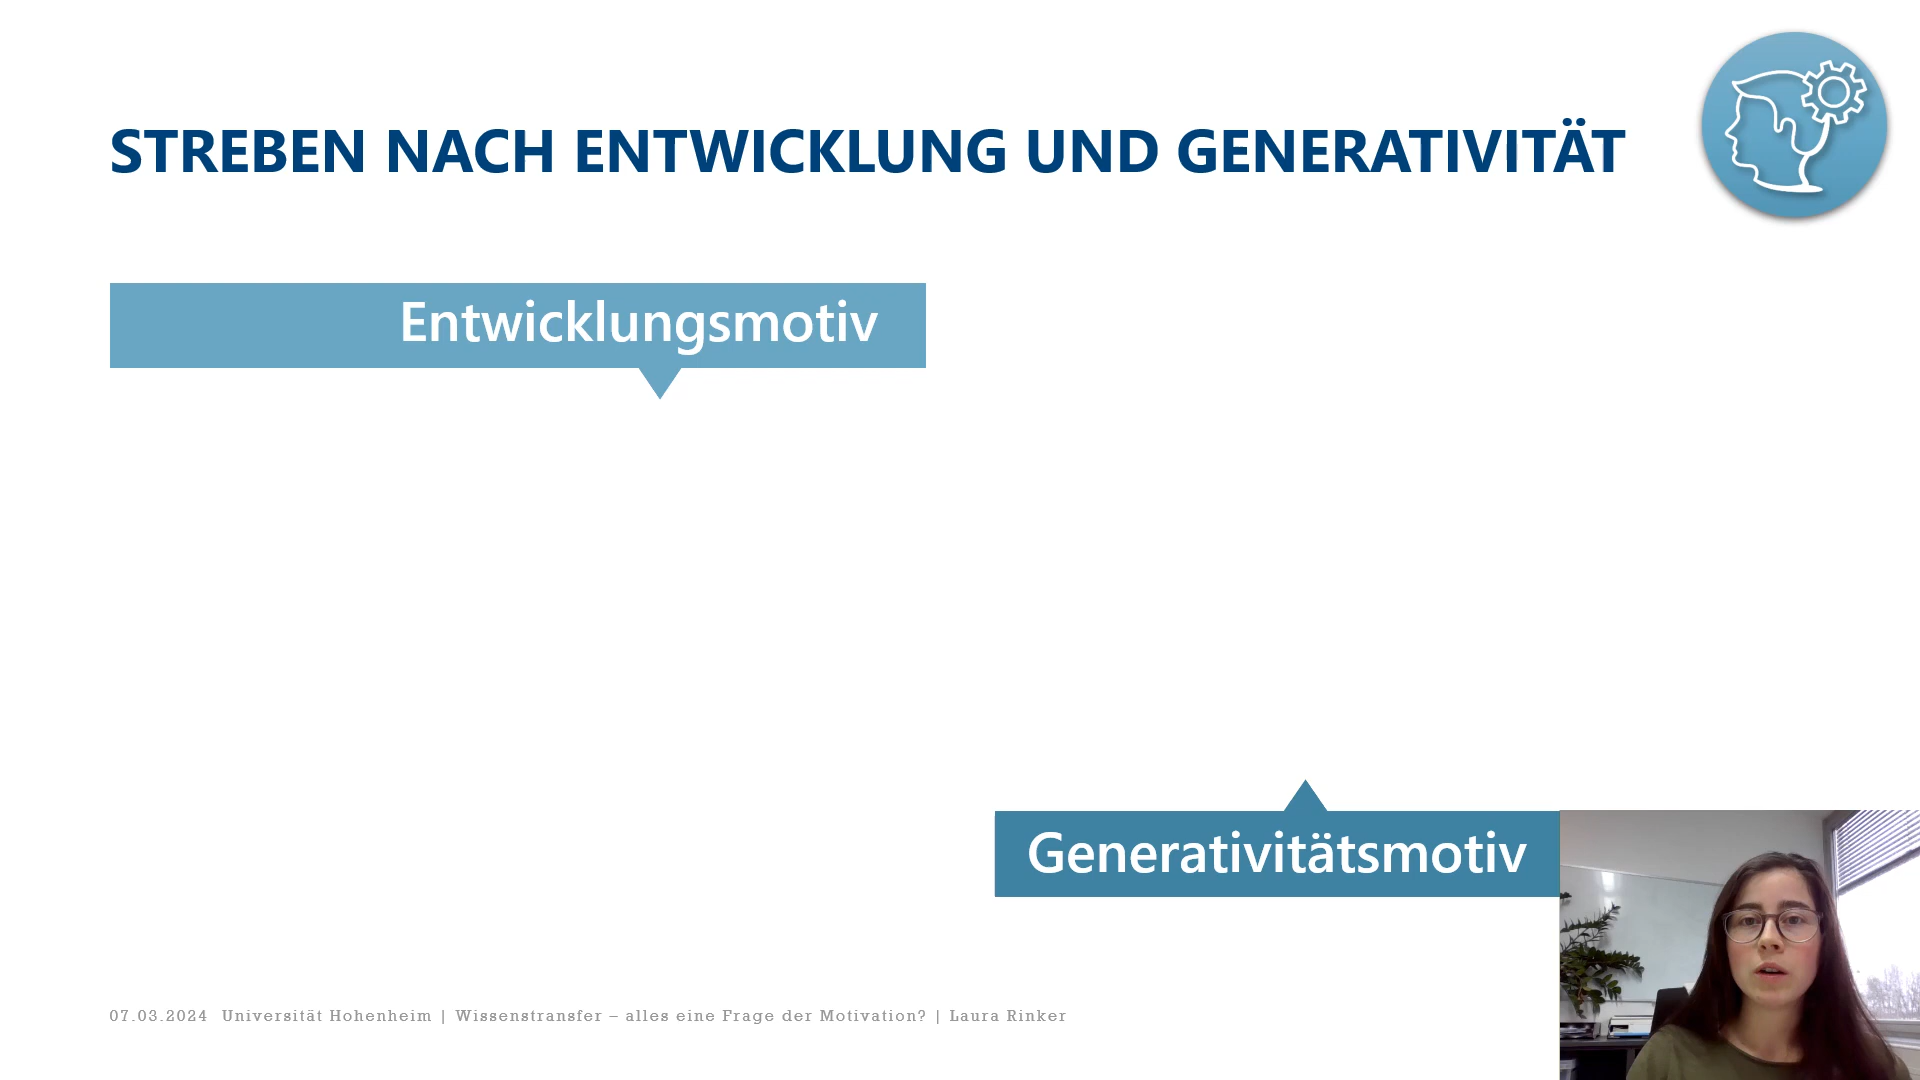 STREBEN NACH ENTWICKLUNG UND GENERATIVITÄT
Entwicklungsmotiv
Generativitätsmotiv
07.03.2024 Universität Hohenheim | Wissenstransfer – alles eine Frage der Motivation? | Laura Rinker